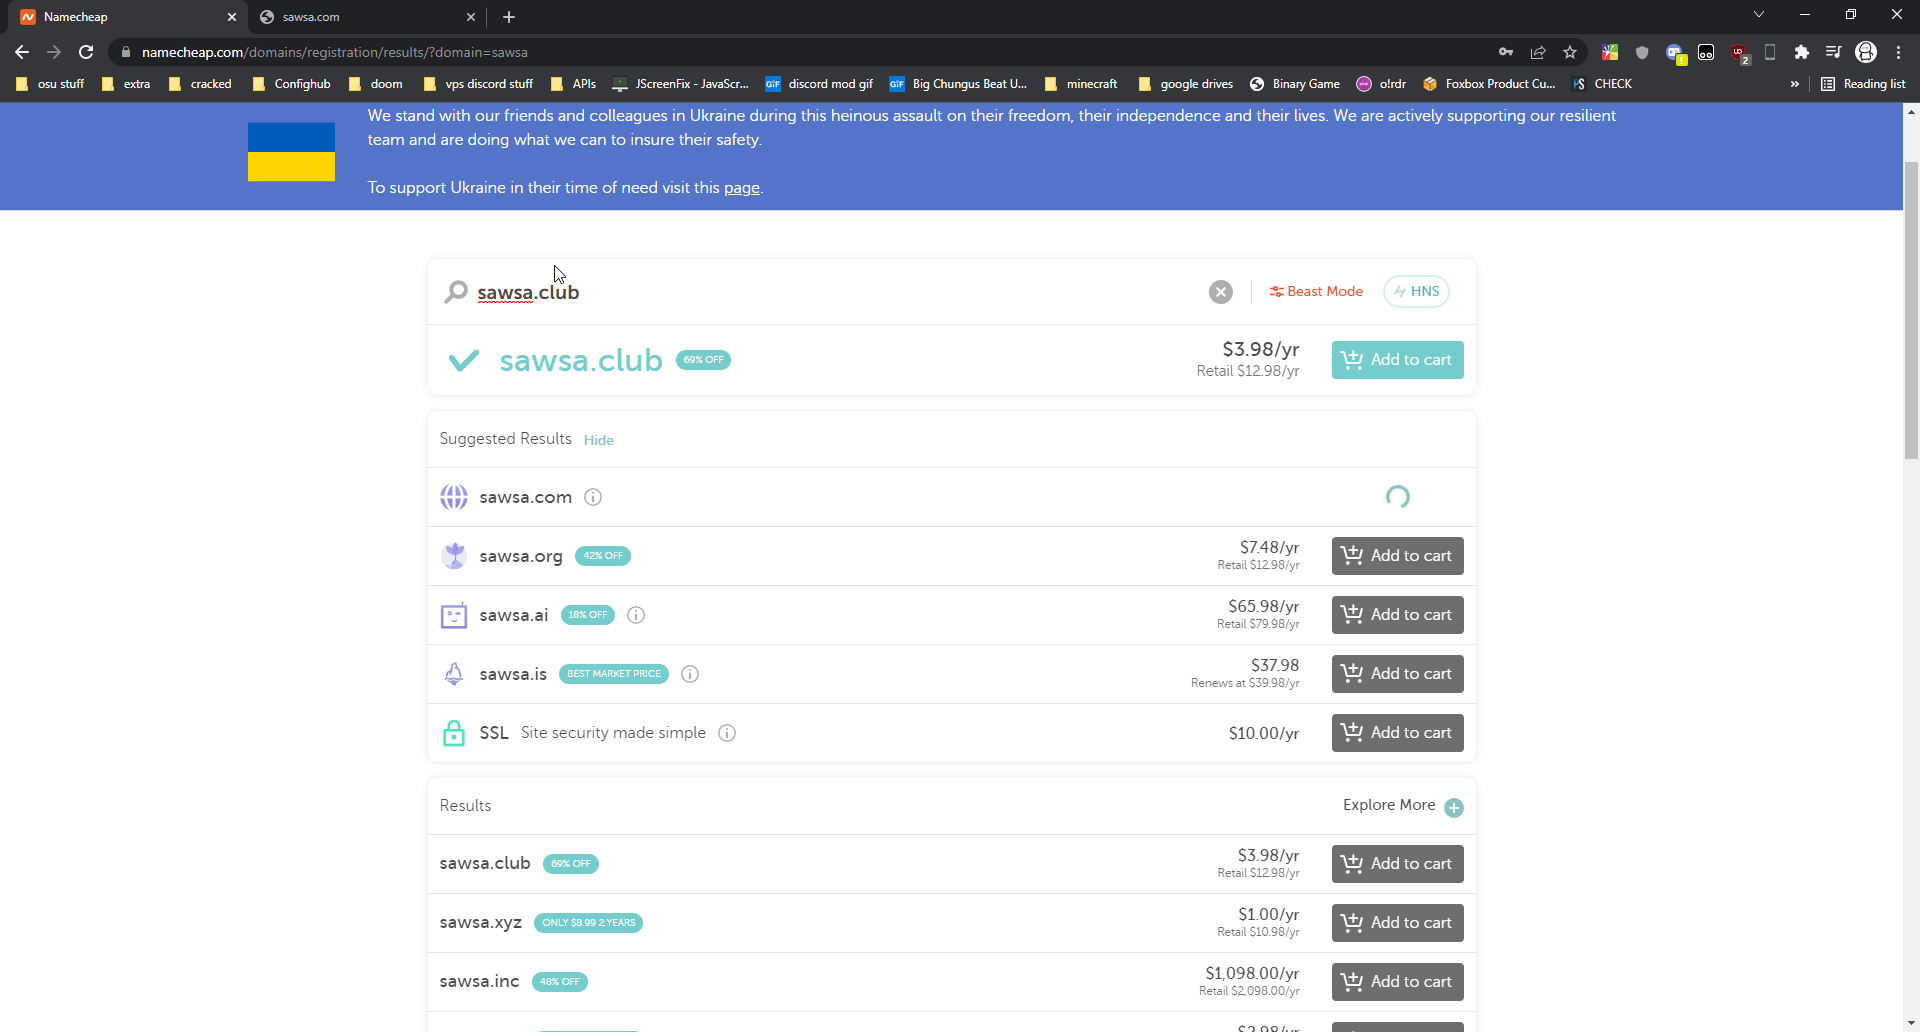 Namecheap
sawsa.com
namecheap.com/domains/registration/results/?domain=sawsa
osu stuff
extra
cracked
Confighub
doom
vps discord stuff
APIs
JScreenFix - JavaScr...
GIF
discord mod gif
GIF
Big Chungus Beat U...
minecraft
google drives
Binary Game
o!rdr
Foxbox Product Cu...
CHECK
»
Reading list
We stand with our friends and colleagues in Ukraine during this heinous assault on their freedom, their independence and their lives. We are actively supporting our resilient
team and are doing what we can to insure their safety.
To support Ukraine in their time of need visit this page.
sawsa.club
Beast Mode
HNS
sawsa.club
69% OFF
$3.98/yr
Retail $12.98/yr
Add to cart
Suggested Results
Hide
sawsa.com
sawsa.org
42% OFF
$7.48/yr
Retail $12.98/yr
Add to cart
sawsa.ai
18% OFF
$65.98/yr
Retail $79.98/yr
Add to cart
sawsa.is
BEST MARKET PRICE
$37.98
Renews at $39.98/yr
Add to cart
SSL
Site security made simple
$10.00/yr
Add to cart
Results
Explore More
sawsa.club
69% OFF
$3.98/yr
Retail $12.98/yr
Add to cart
sawsa.xyz
ONLY $8.99 2 YEARS
$1.00/yr
Retail $10.98/yr
Add to cart
sawsa.inc
48% OFF
$1,098.00/yr
Retail $2,098.00/yr
Add to cart